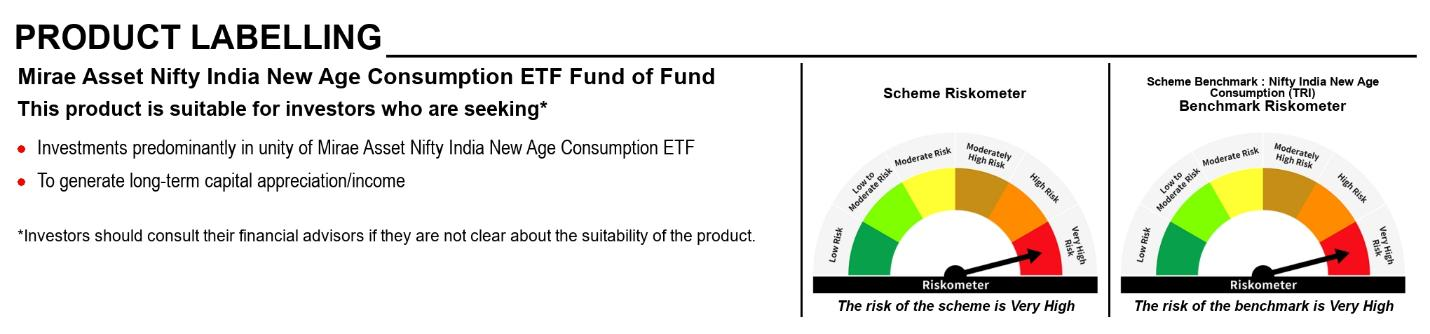 PRODUCT LABELLING
Mirae Asset Nifty India New Age Consumption ETF Fund of Fund
This product is suitable for investors who are seeking*
• Investments predominantly in unity of Mirae Asset Nifty India New Age Consumption ETF
• To generate long-term capital appreciation/income
*Investors should consult their financial advisors if they are not clear about the suitability of the product.
Scheme Riskometer
Low Risk
Low to
Moderate Risk
Moderate Risk
Moderately
High Risk
High Risk
Very High
Risk
Riskometer
The risk of the scheme is Very High
Scheme Benchmark : Nifty India New Age
Consumption (TRI)
Benchmark Riskometer
Low Risk
Low to
Moderate Risk
Moderate Risk
Moderately
High Risk
High Risk
Very High
Risk
Riskometer
The risk of the benchmark is Very High